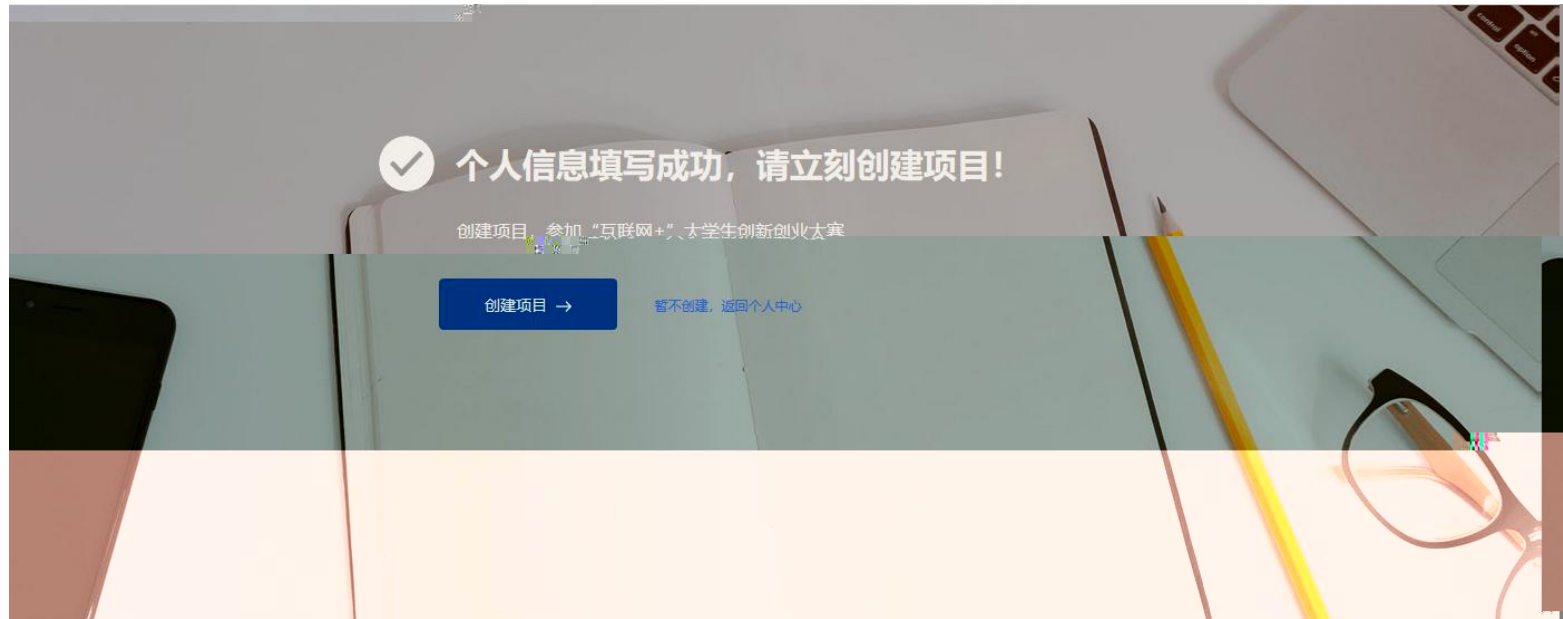 个人信息填写成功，请立刻创建项目！
创建项目，参加“互联网+”大学生创新创业大赛
创建项目 →
暂不创建，返回个人中心
control
option